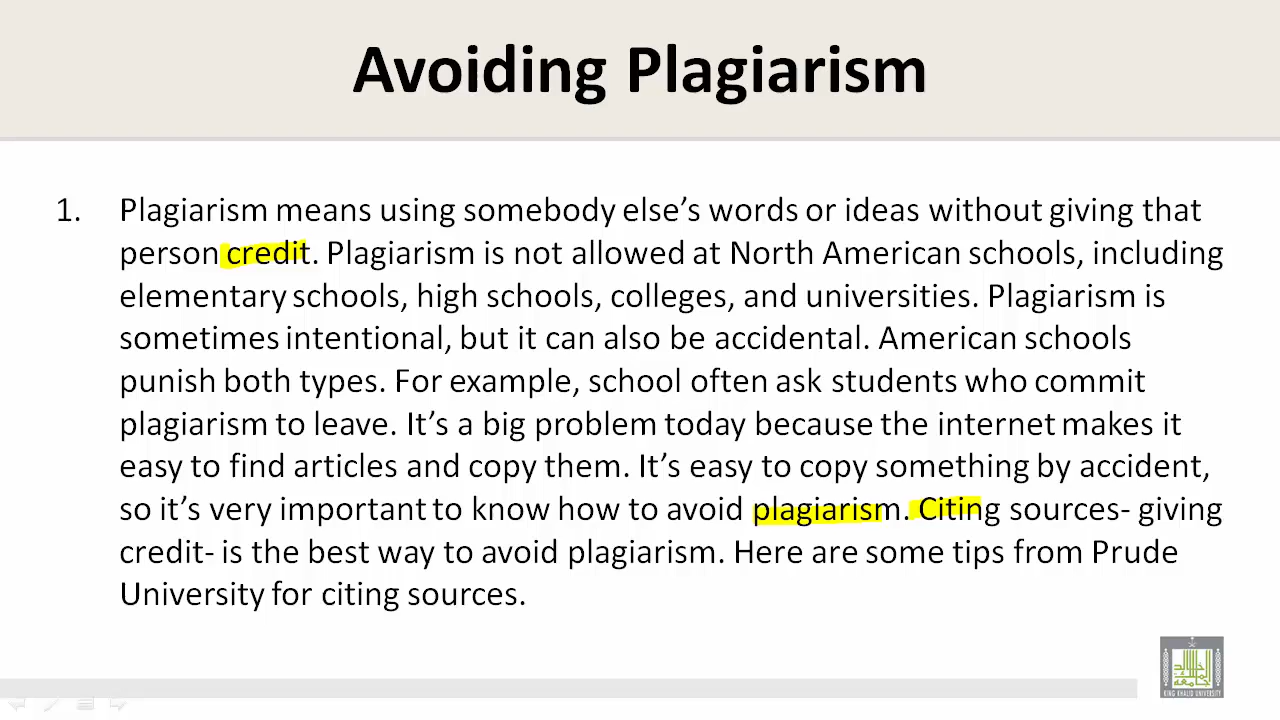 Avoiding Plagiarism
1. Plagiarism means using somebody else’s words or ideas without giving that
person credit. Plagiarism is not allowed at North American schools, including
elementary schools, high schools, colleges, and universities. Plagiarism is
sometimes intentional, but it can also be accidental. American schools
punish both types. For example, school often ask students who commit
plagiarism to leave. It’s a big problem today because the internet makes it
easy to find articles and copy them. It’s easy to copy something by accident,
so it’s very important to know how to avoid plagiarism. Citing sources- giving
credit- is the best way to avoid plagiarism. Here are some tips from Prude
University for citing sources.
KING KHALID UNIVERSITY